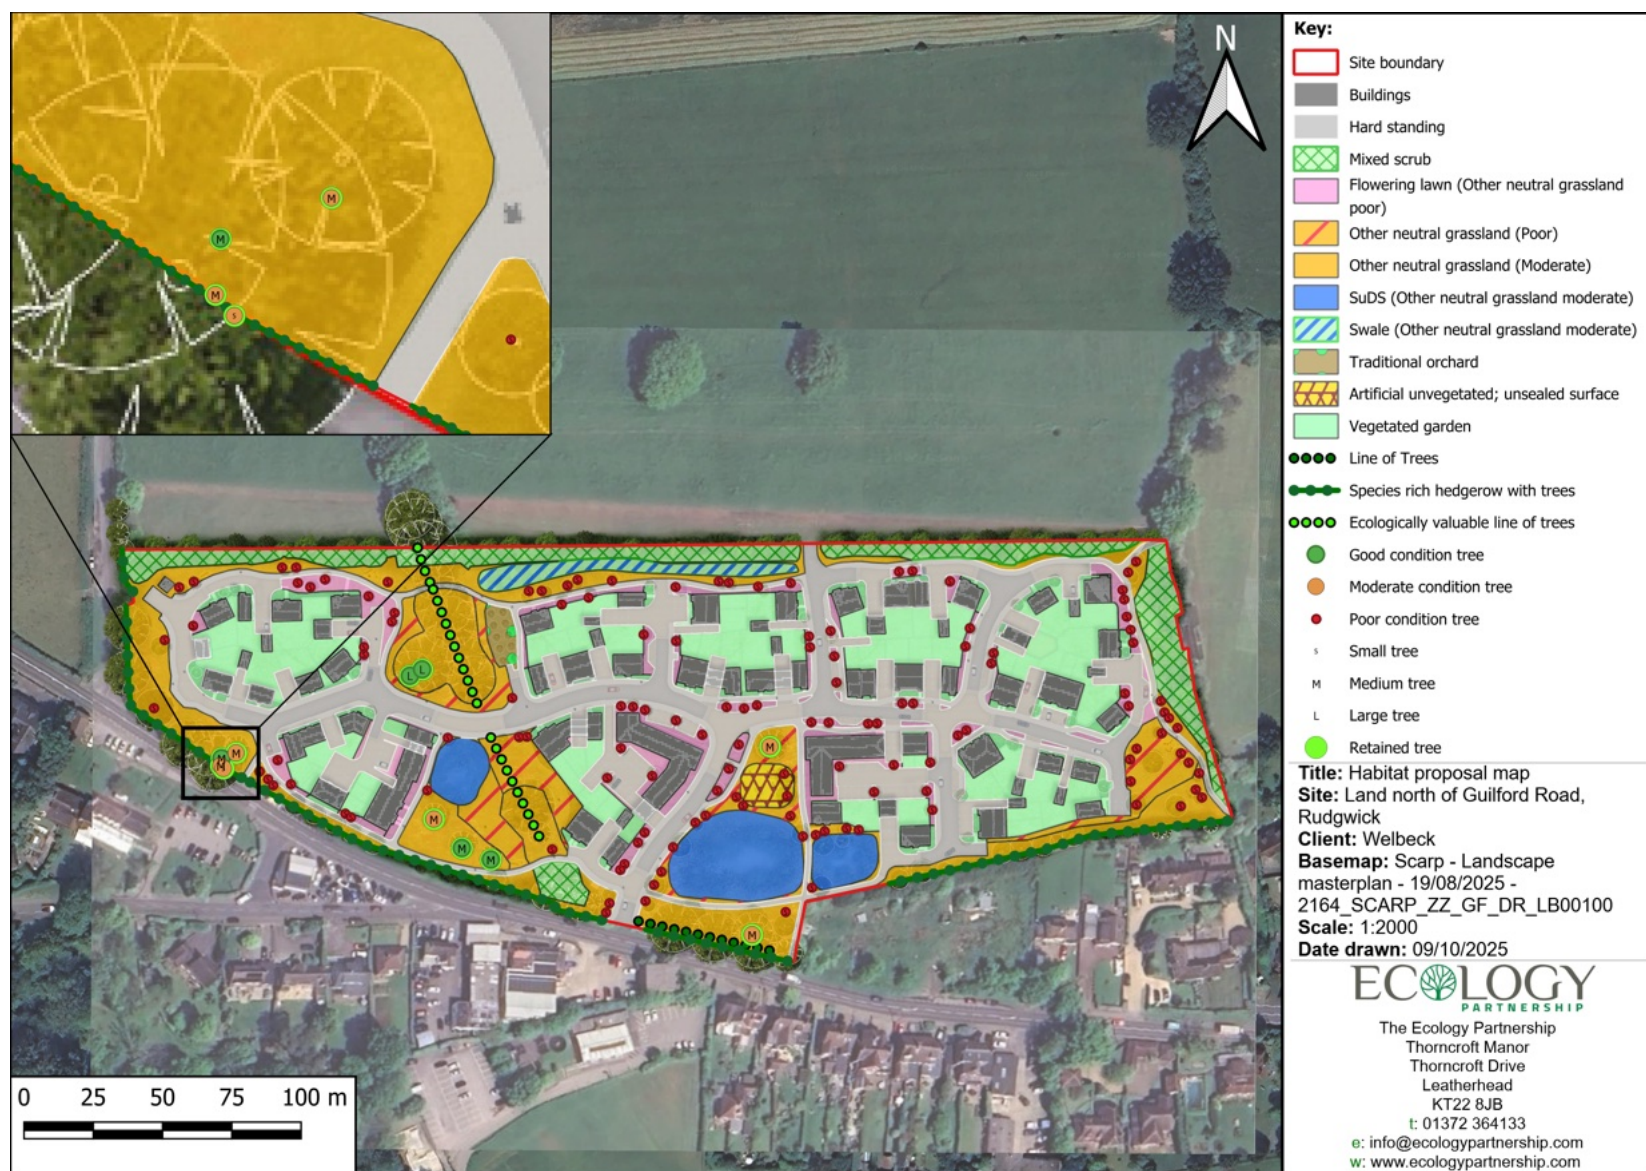 N
M
M
M
S
Key:
Site boundary
Buildings
Hard standing
Mixed scrub
Flowering lawn (Other neutral grassland
poor)
Other neutral grassland (Poor)
Other neutral grassland (Moderate)
SuDS (Other neutral grassland moderate)
Swale (Other neutral grassland moderate)
Traditional orchard
Artificial unvegetated; unsealed surface
Vegetated garden
Line of Trees
Species rich hedgerow with trees
Ecologically valuable line of trees
Good condition tree
Moderate condition tree
Poor condition tree
S Small tree
M Medium tree
L Large tree
Retained tree
L L
M
M
M
M
M
M
M
M
0 25 50 75 100 m
Title: Habitat proposal map
Site: Land north of Guilford Road,
Rudgwick
Client: Welbeck
Basemap: Scarp - Landscape
masterplan - 19/08/2025 -
2164_SCARP_ZZ_GF_DR_LB00100
Scale: 1:2000
Date drawn: 09/10/2025
ECOLOGY
PARTNERSHIP
The Ecology Partnership
Thorncroft Manor
Thorncroft Drive
Leatherhead
KT22 8JB
t: 01372 364133
e: info@ecologypartnership.com
w: www.ecologypartnership.com